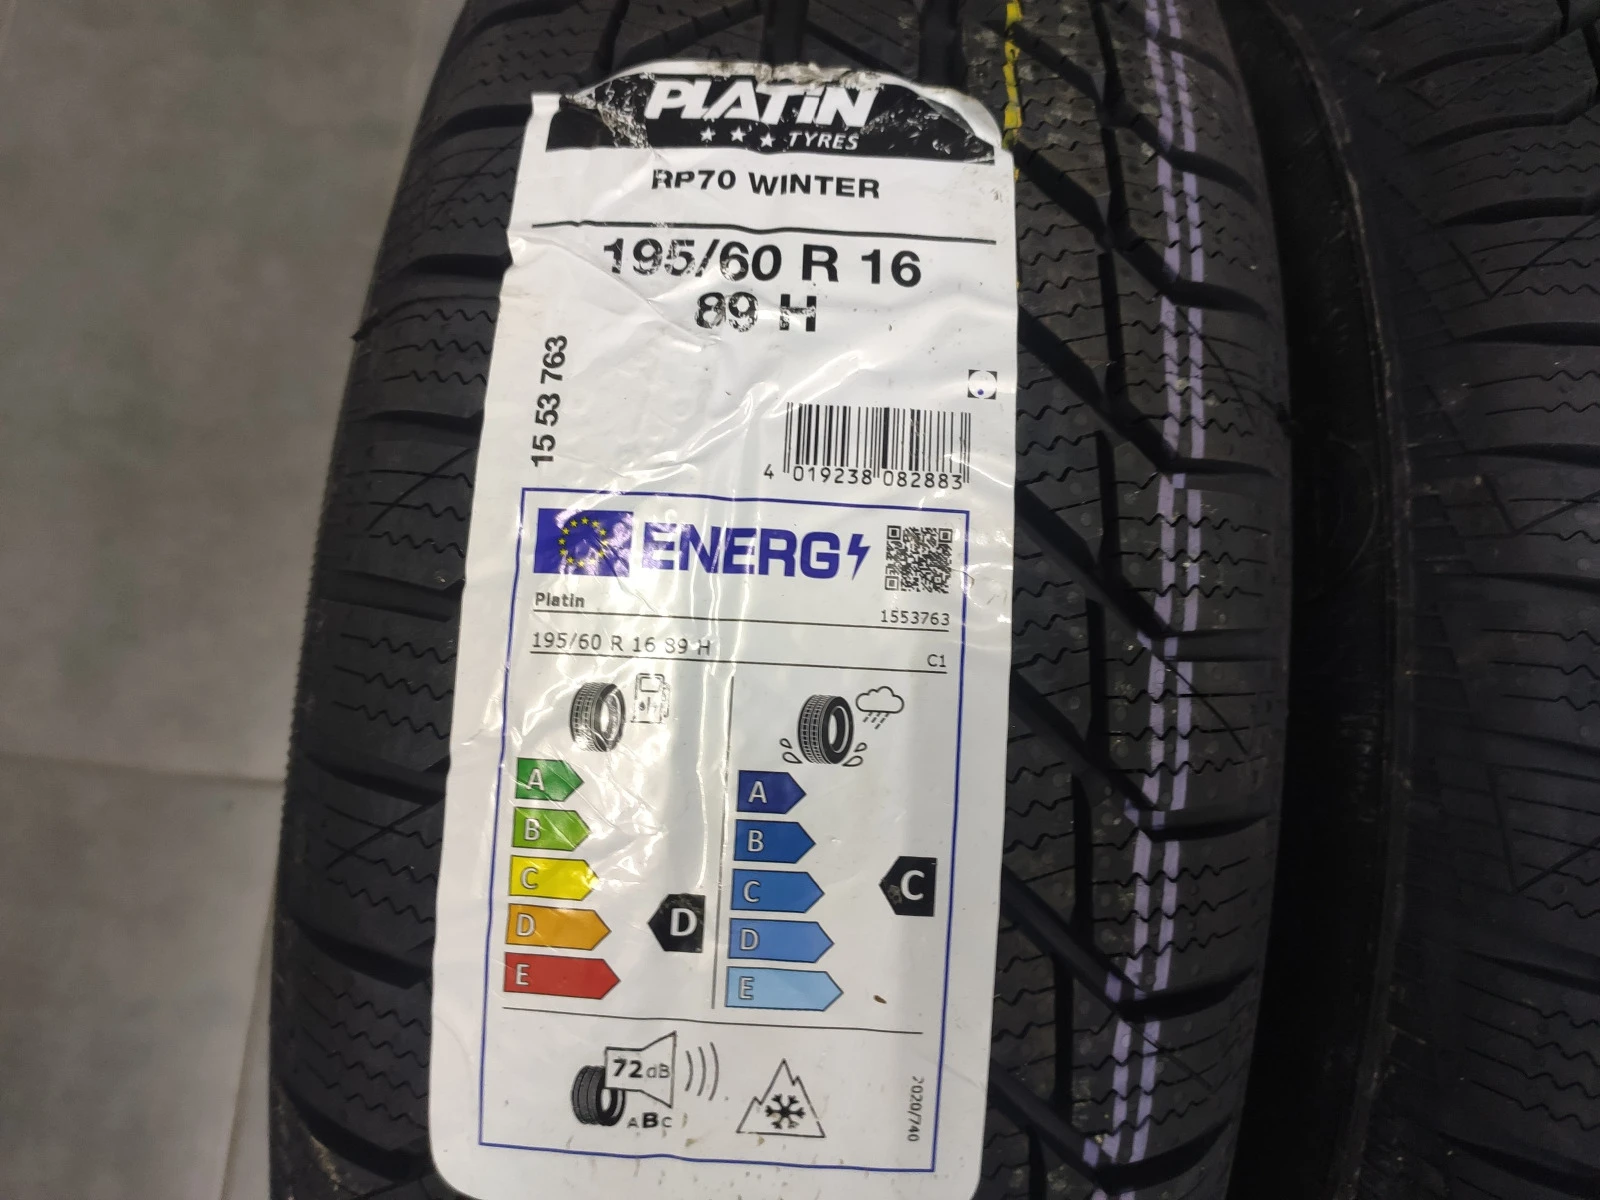 PLATiN
TYRES
RP70 WINTER
195/60 R 16
89 H
15 53 763
4 019238 082883
ENERG
Platin
1553763
195/60 R 16 89 H
C1
A
B
C
D
E
D
A
B
C
D
E
C
72dB
ABC
2020/740